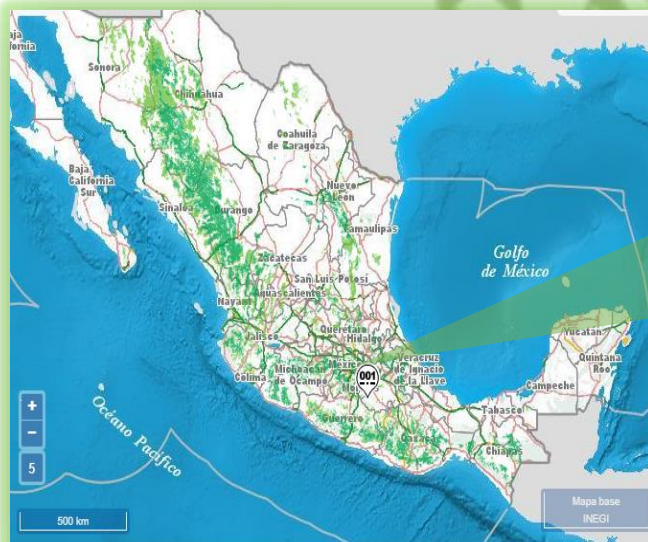 aja
fornia
Sonora
Chihuahua
Coahuila
de Zaragoza
Baja
California
Sur
Nuevo
León
Sinaloa
Durango
Tamaulipas
Golfo
de México
Zacatecas
San Luis Potosí
Aguascalientes
Nayarit
Querétaro
Hidalgo
Jalisco
Yucatán
Michoacán
de Ocampo
México
001
Veracruz
de Ignacio
de la Llave
Quintana
Roo
Colima
Campeche
Guerrero
Tabasco
Oaxaca
Chiapas
Océano Pacífico
+
−
5
500 km
Mapa base
INEGI